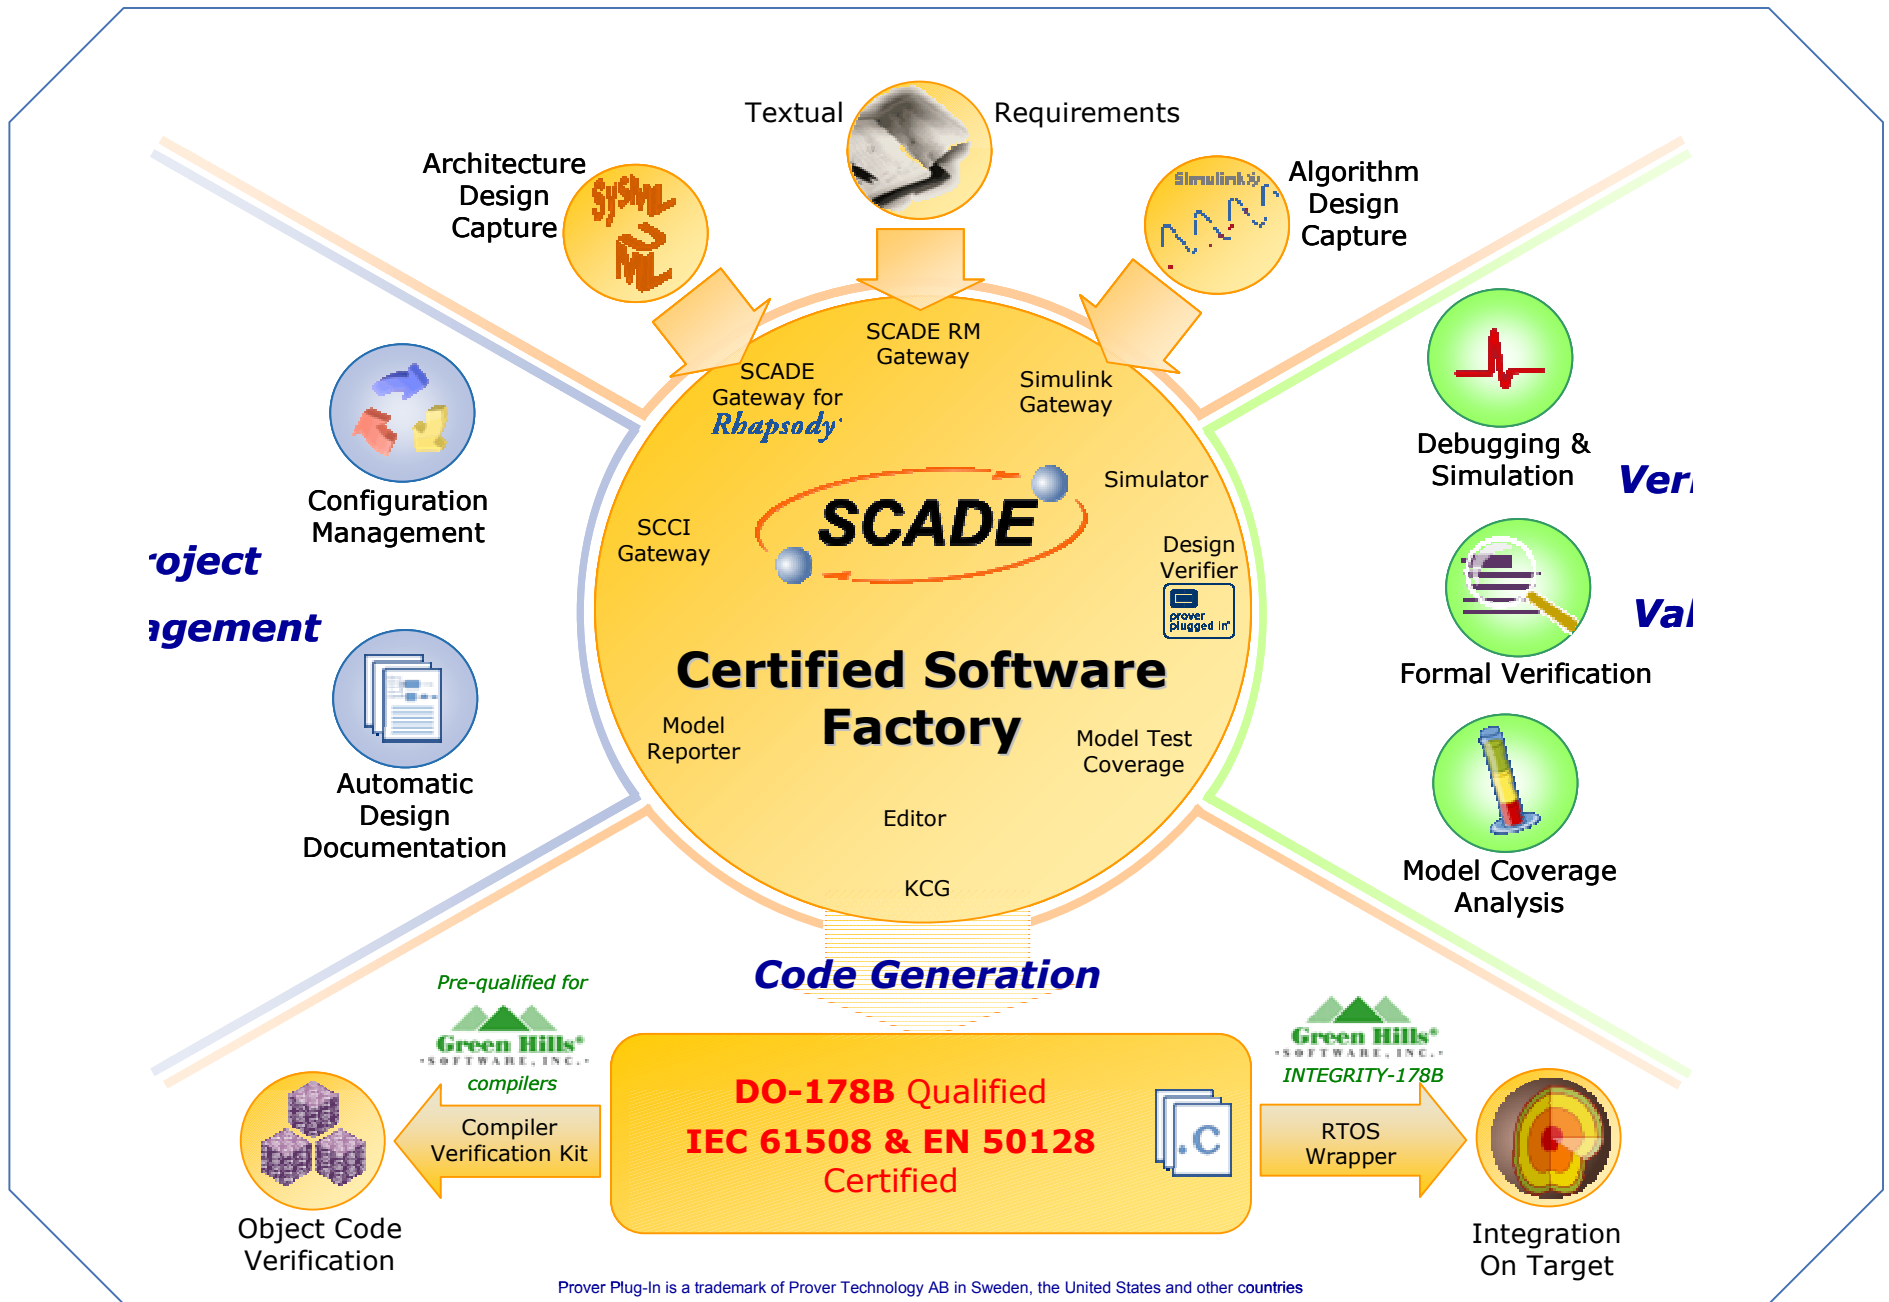 Textual Requirements
Architecture
Design
Capture
SysML
UML
Simulink
Algorithm
Design
Capture
SCADE RM
Gateway
SCADE
Gateway for
Rhapsody
Simulink
Gateway
Configuration
Management
Debugging &
Simulation
Simulator
SCADE
SCCI
Gateway
Design
Verifier
prover
plugged in
roject
agement
Veri
Val
Formal Verification
Certified Software
Factory
Model
Reporter
Model Test
Coverage
Automatic
Design
Documentation
Editor
KCG
Model Coverage
Analysis
Code Generation
Pre-qualified for
Green Hills®
SOFTWARE, INC.
compilers
Compiler
Verification Kit
DO-178B Qualified
IEC 61508 & EN 50128
Certified
.C
Green Hills®
SOFTWARE, INC.
INTEGRITY-178B
RTOS
Wrapper
Object Code
Verification
Integration
On Target
Prover Plug-In is a trademark of Prover Technology AB in Sweden, the United States and other countries